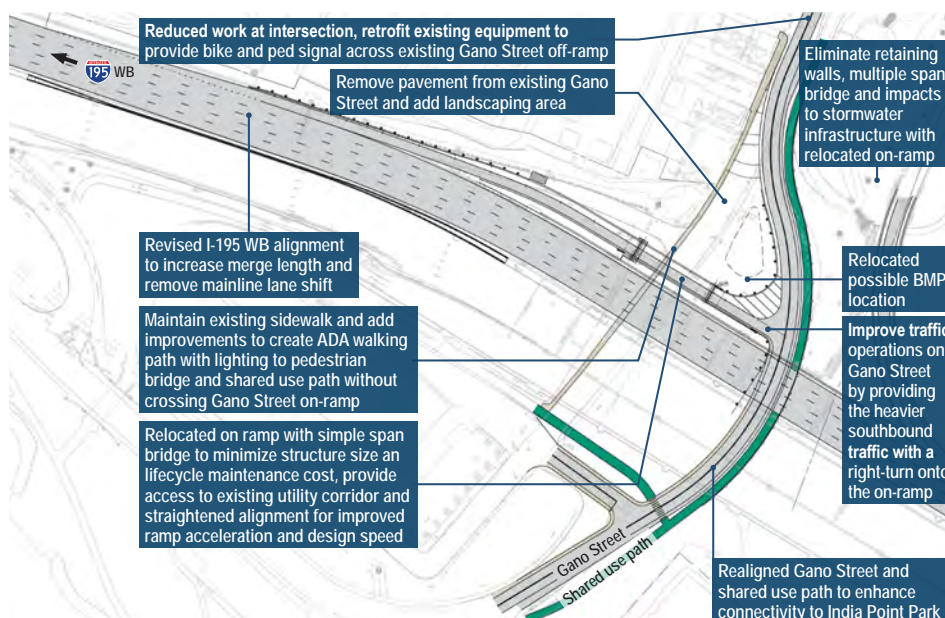 Reduced work at intersection, retrofit existing equipment to
provide bike and ped signal across existing Gano Street off-ramp
Remove pavement from existing Gano
Street and add landscaping area
Eliminate retaining
walls, multiple span
bridge and impacts
to stormwater
infrastructure with
relocated on-ramp
195 WB
Revised I-195 WB alignment
to increase merge length and
remove mainline lane shift
Relocated
possible BMP
location
Maintain existing sidewalk and add
improvements to create ADA walking
path with lighting to pedestrian
bridge and shared use path without
crossing Gano Street on-ramp
Improve traffic
operations on
Gano Street
by providing
the heavier
southbound
traffic with a
right-turn onto
the on-ramp
Relocated on ramp with simple span
bridge to minimize structure size an
lifecycle maintenance cost, provide
access to existing utility corridor and
straightened alignment for improved
ramp acceleration and design speed
Gano Street
Shared use path
Realigned Gano Street and
shared use path to enhance
connectivity to India Point Park